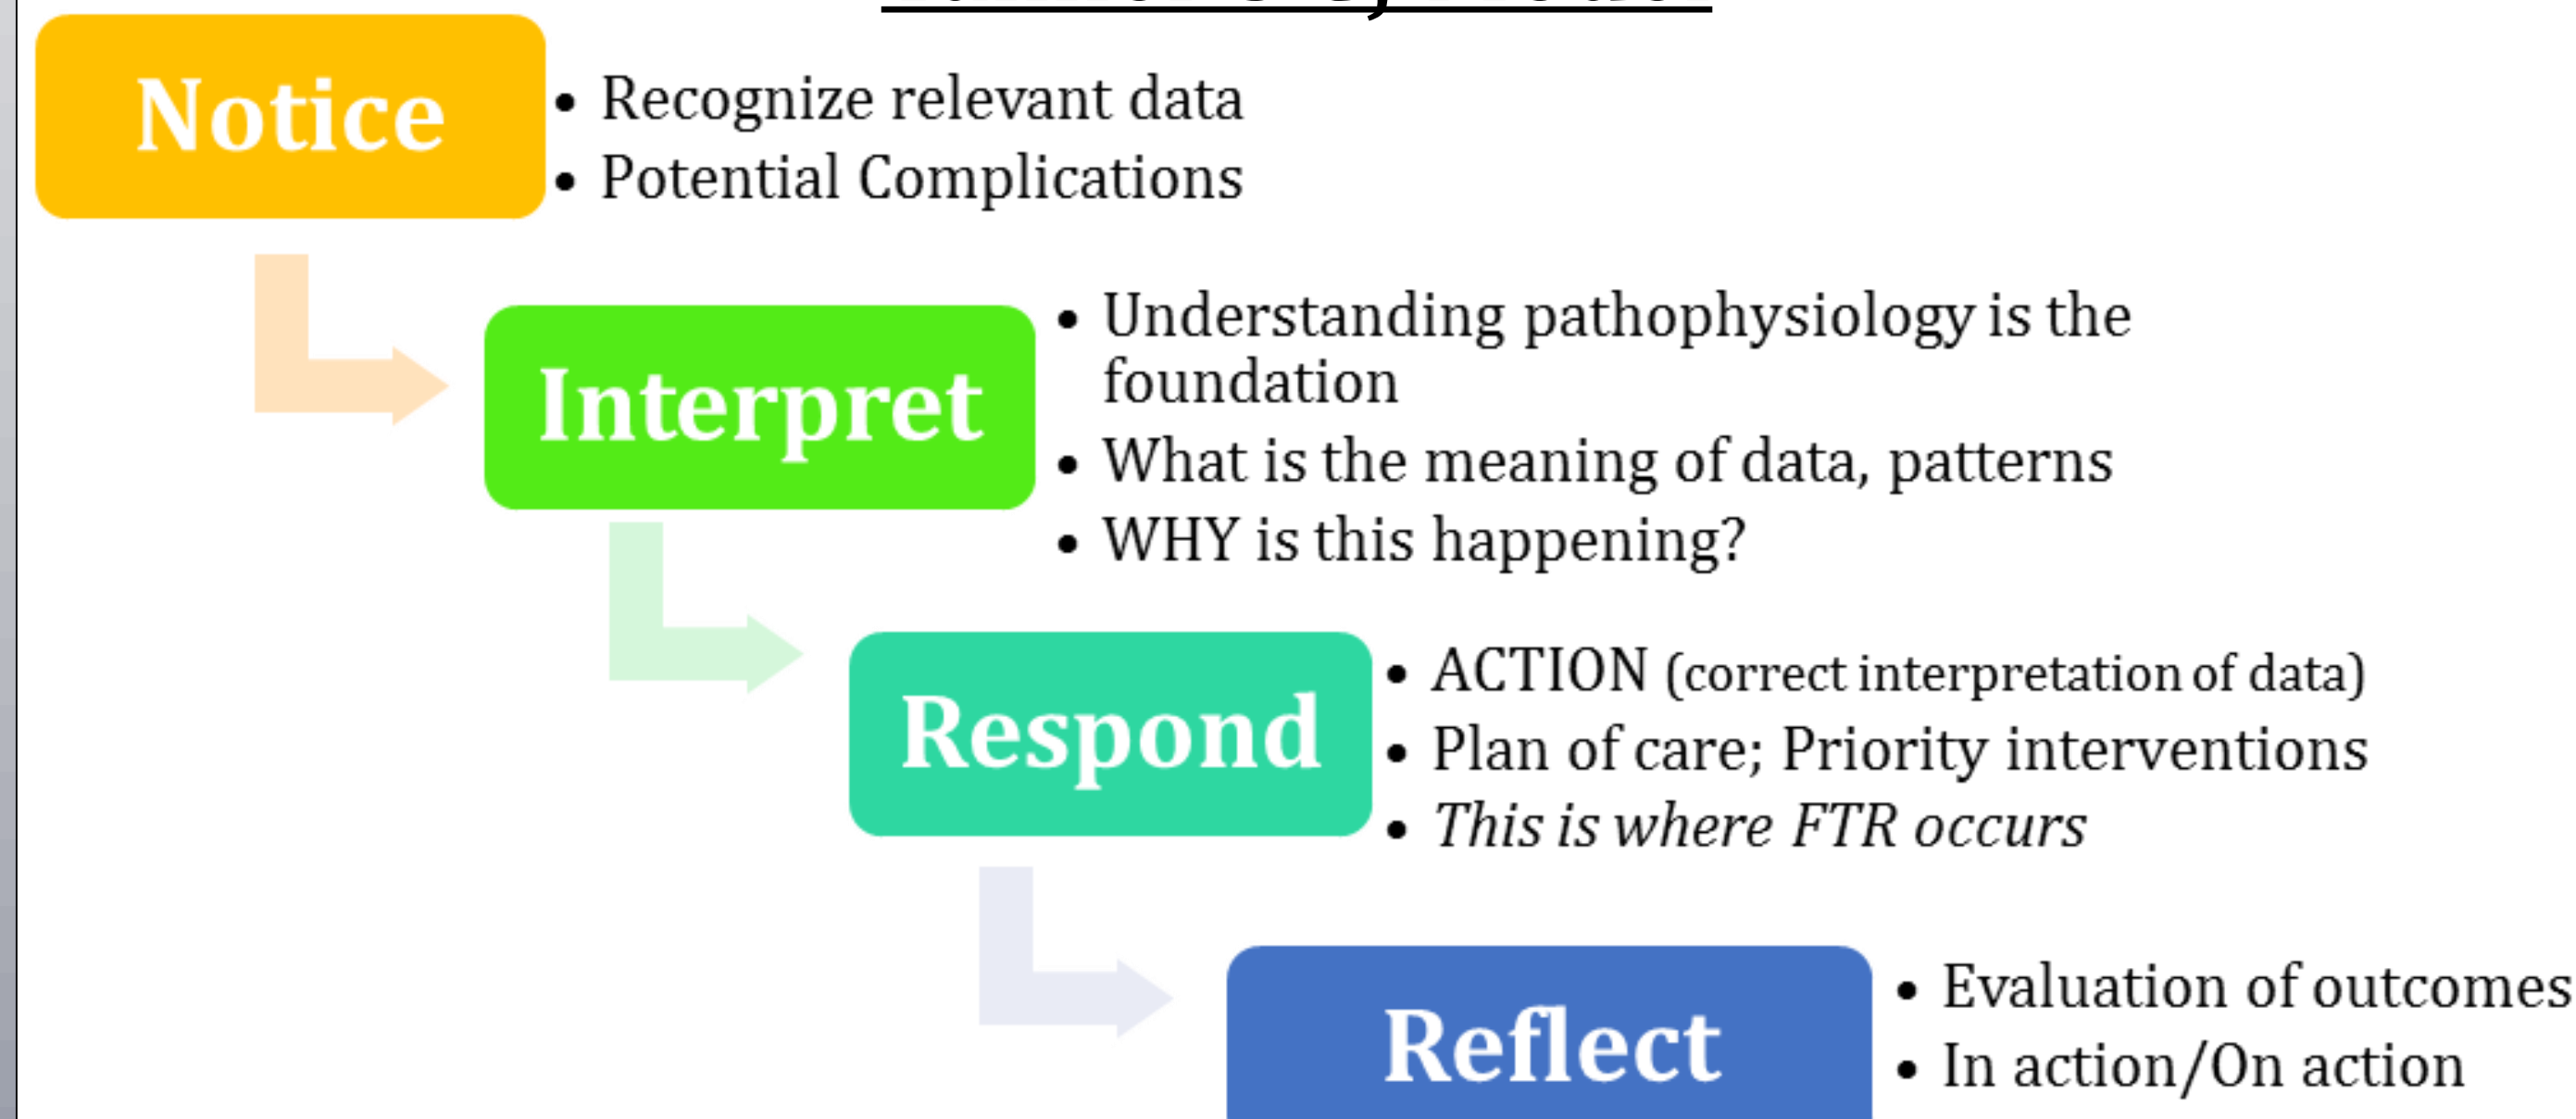 Notice
• Recognize relevant data
• Potential Complications
Interpret
• Understanding pathophysiology is the
foundation
• What is the meaning of data, patterns
• WHY is this happening?
Respond
• ACTION (correct interpretation of data)
• Plan of care; Priority interventions
• This is where FTR occurs
Reflect
• Evaluation of outcomes
• In action/On action